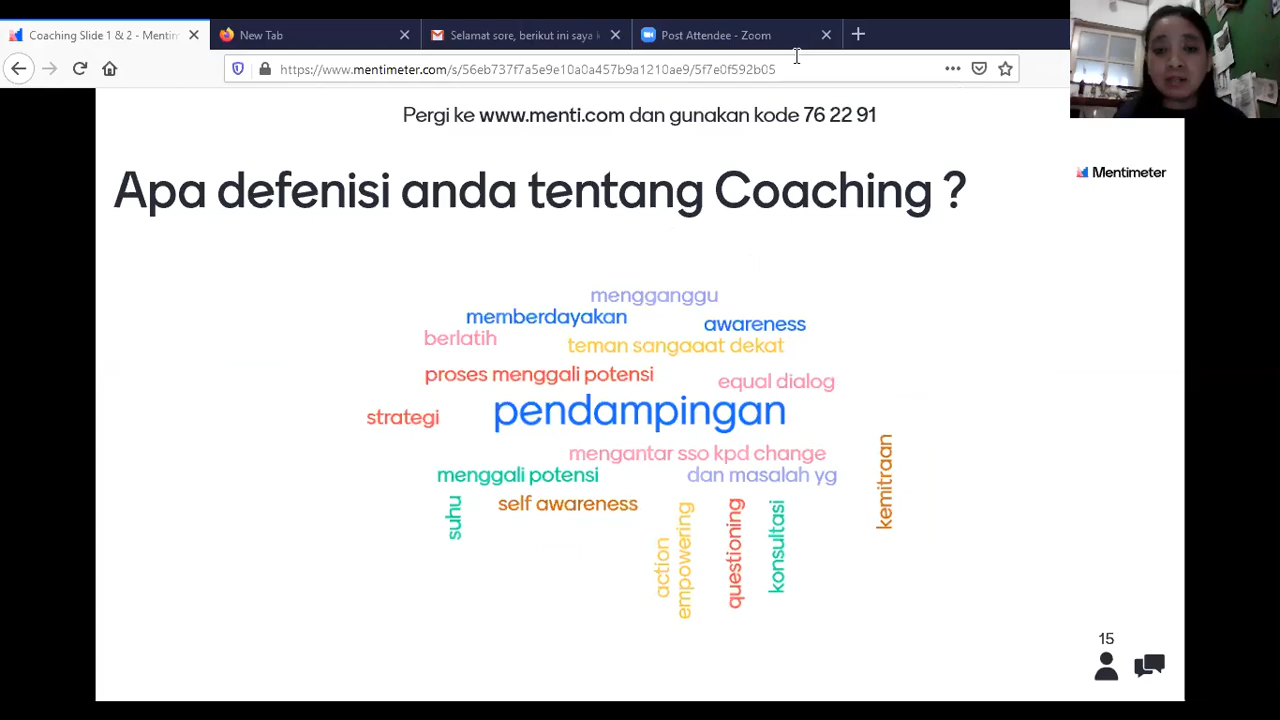 Coaching Slide 1 & 2 - Mentim
New Tab
Selamat sore, berikut ini saya k
Post Attendee - Zoom
https://www.mentimeter.com/s/56eb737f7a5e9e10a0a457b9a1210ae9/5f7e0f592b05
Pergi ke www.menti.com dan gunakan kode 76 22 91
Apa defenisi anda tentang Coaching ?
Mentimeter
mengganggu
memberdayakan
awareness
berlatih
teman sangaaat dekat
proses menggali potensi
equal dialog
strategi
pendampingan
mengantar sso kpd change
menggali potensi
dan masalah yg
kemitraan
suhu
self awareness
action
empowering
questioning
konsultasi
15